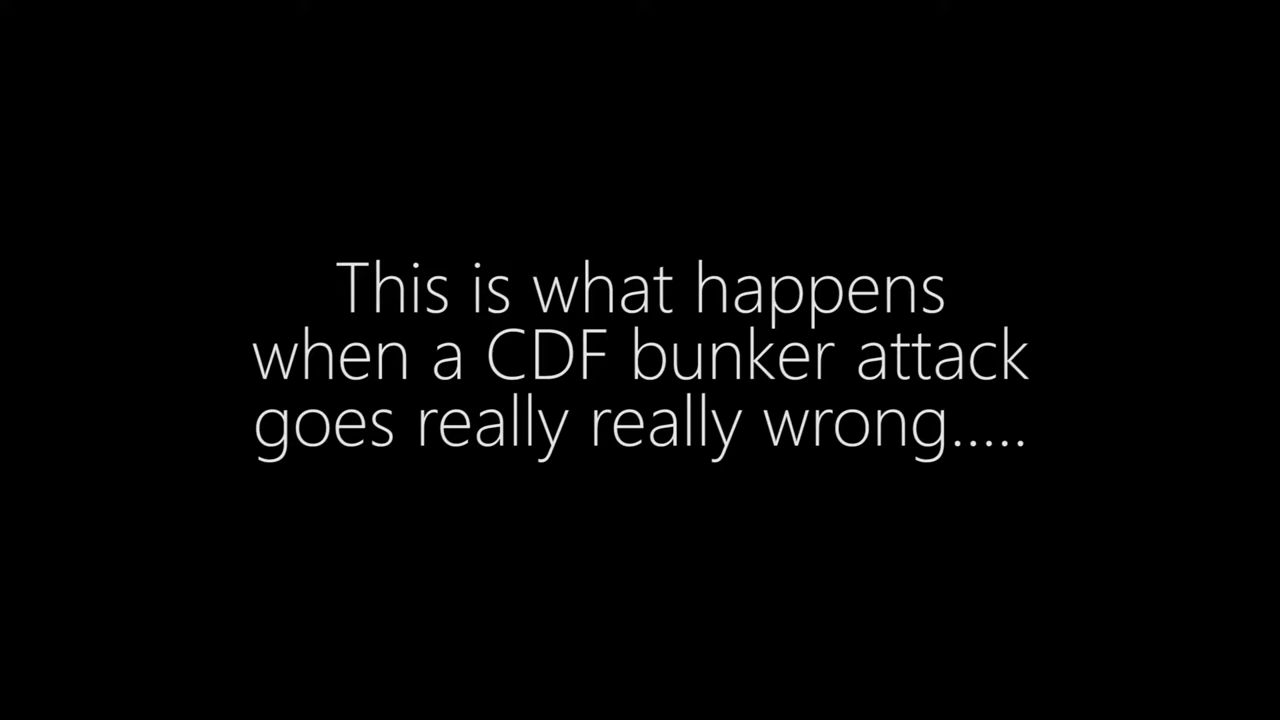 This is what happens
when a CDF bunker attack
goes really really wrong.....